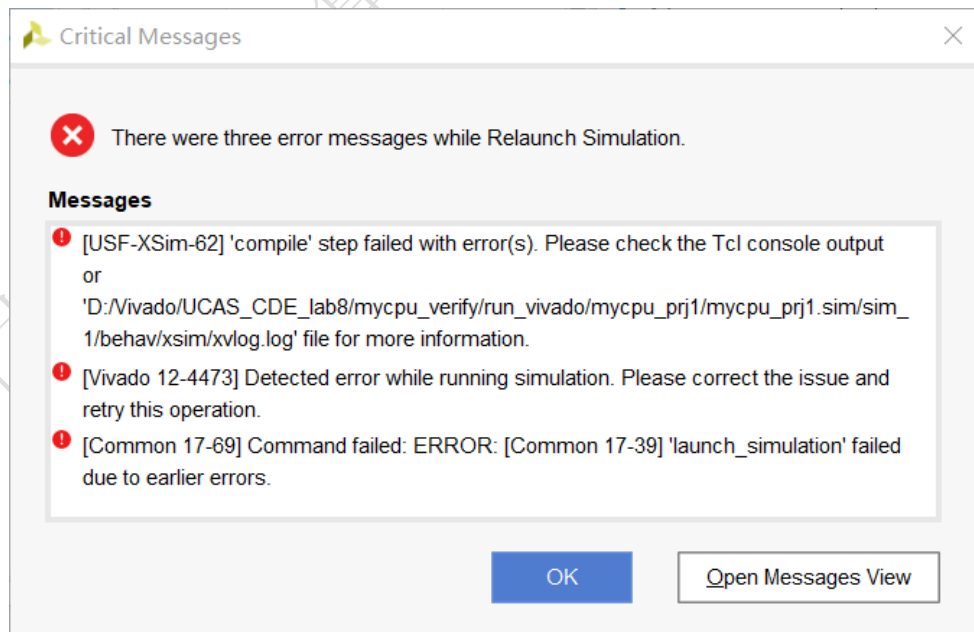 Critical Messages
There were three error messages while Relaunch Simulation.
Messages
[USF-XSim-62] 'compile' step failed with error(s). Please check the Tcl console output
or
'D:/Vivado/UCAS_CDE_lab8/mycpu_verify/run_vivado/mycpu_prj1/mycpu_prj1.sim/sim_
1/behav/xsim/xvlog.log' file for more information.
[Vivado 12-4473] Detected error while running simulation. Please correct the issue and
retry this operation.
[Common 17-69] Command failed: ERROR: [Common 17-39] 'launch_simulation' failed
due to earlier errors.
OK
Open Messages View